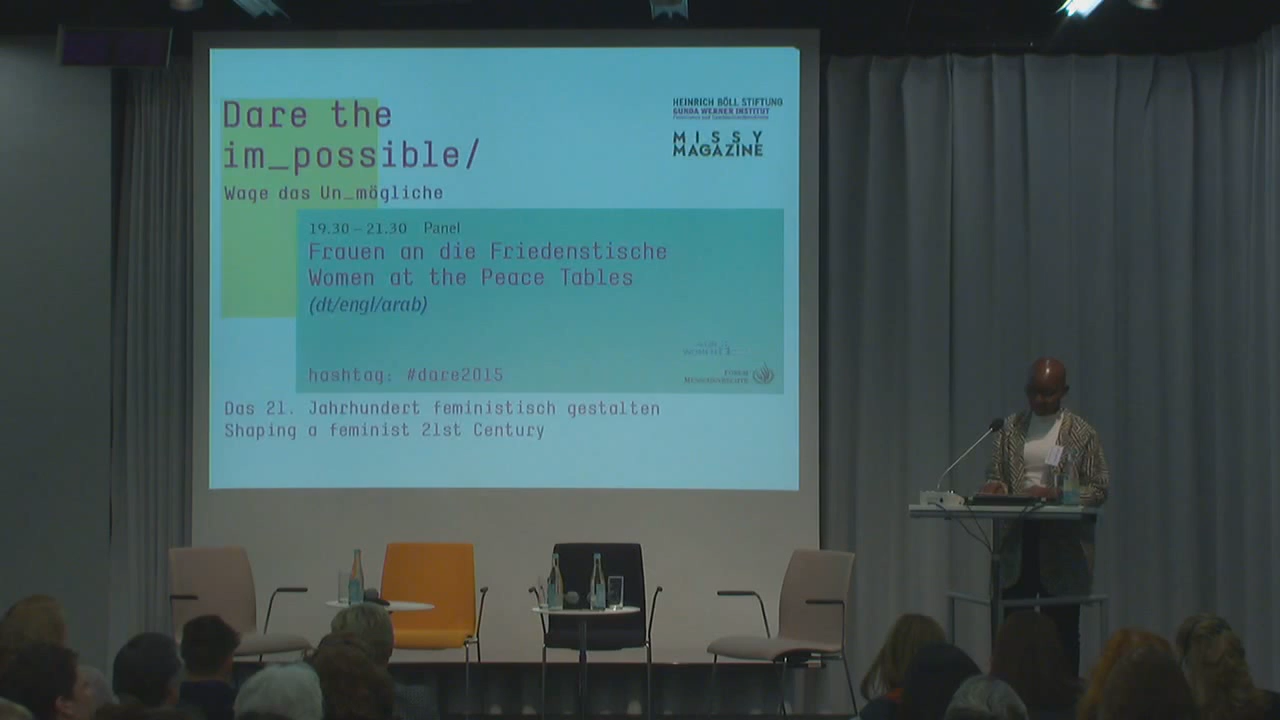 Dare the
im_possible/
Wage das Un_mögliche
HEINRICH BÖLL STIFTUNG
GUNDA WERNER INSTITUT
MISSY
MAGAZINE
19.30 – 21.30 Panel
Frauen an die Friedenstische
Women at the Peace Tables
(dt/engl/arab)
hashtag: #dare2015
FORUM
MENSCHENRECHTE
Das 21. Jahrhundert feministisch gestalten
Shaping a feminist 21st Century